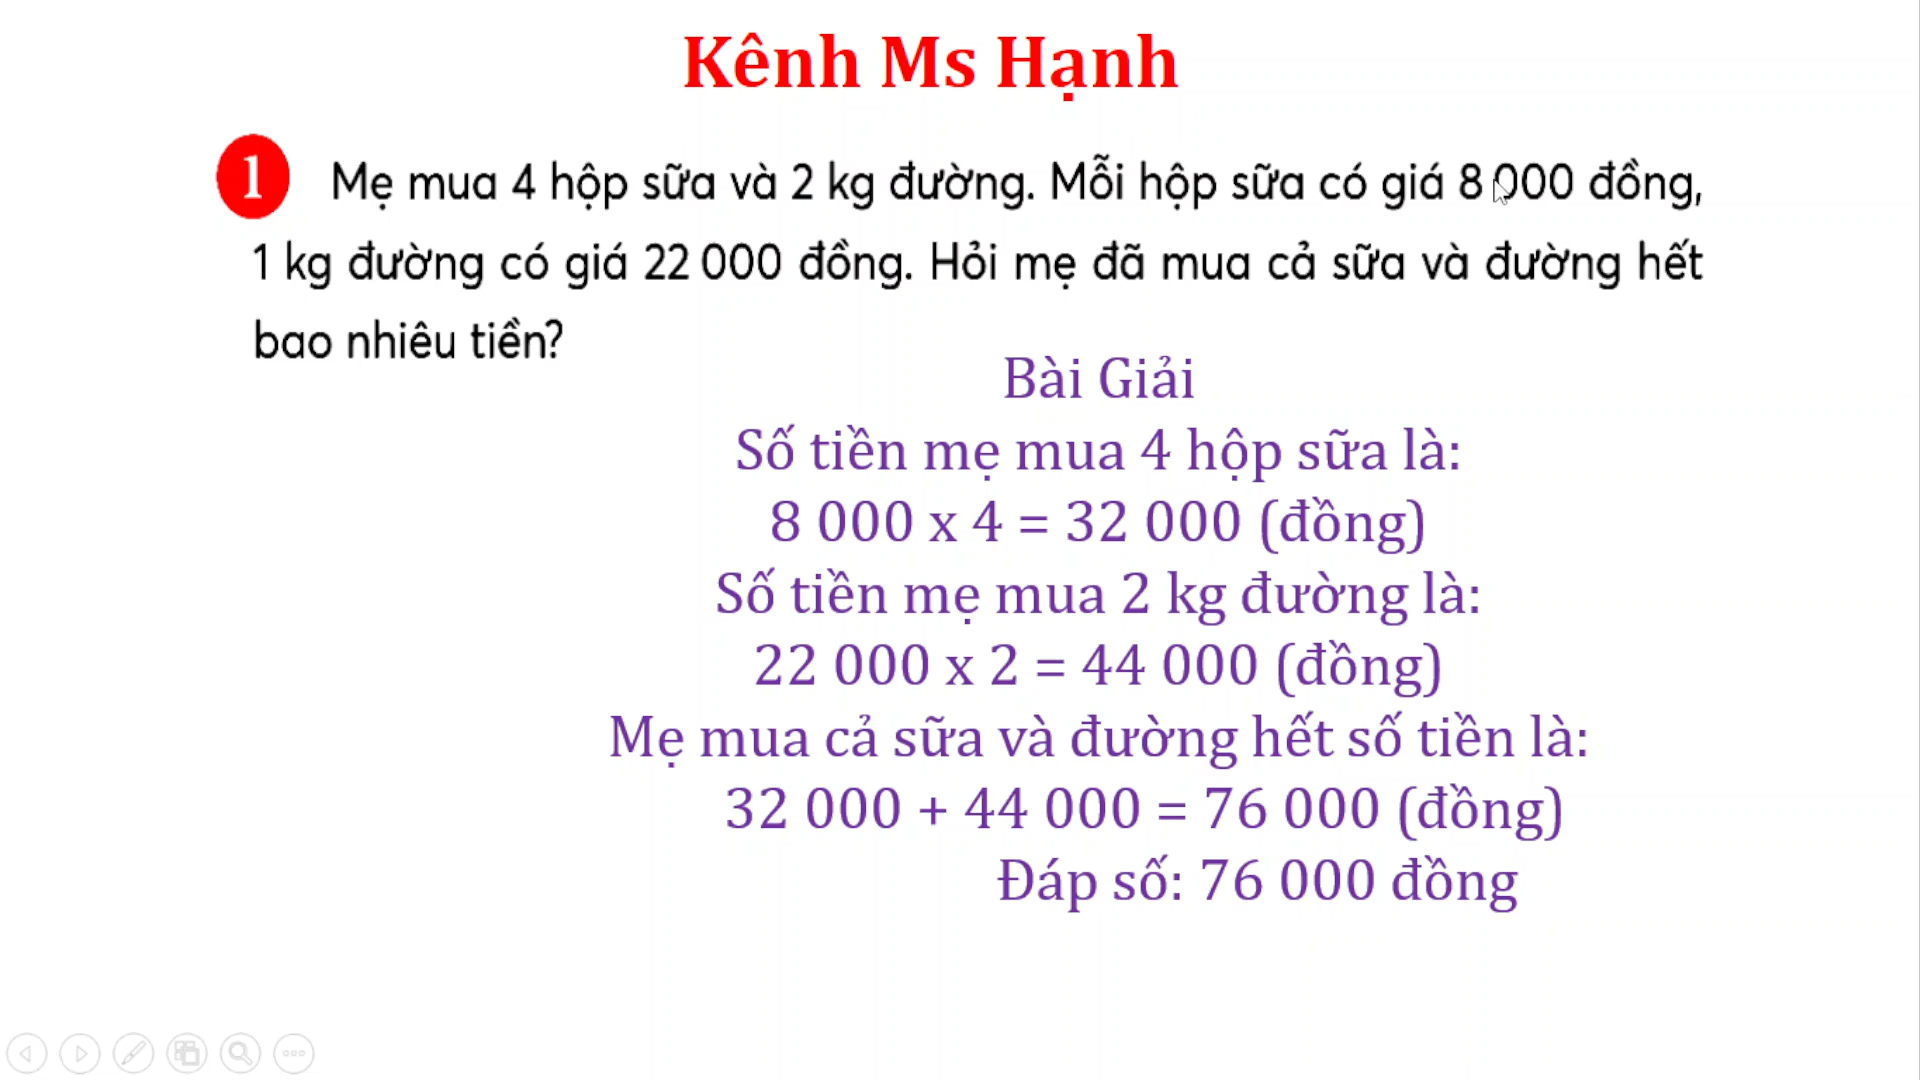 Kênh Ms Hạnh
1 Mẹ mua 4 hộp sữa và 2 kg đường. Mỗi hộp sữa có giá 8 000 đồng,
1 kg đường có giá 22 000 đồng. Hỏi mẹ đã mua cả sữa và đường hết
bao nhiêu tiền?
Bài Giải
Số tiền mẹ mua 4 hộp sữa là:
8 000 x 4 = 32 000 (đồng)
Số tiền mẹ mua 2 kg đường là:
22 000 x 2 = 44 000 (đồng)
Mẹ mua cả sữa và đường hết số tiền là:
32 000 + 44 000 = 76 000 (đồng)
Đáp số: 76 000 đồng